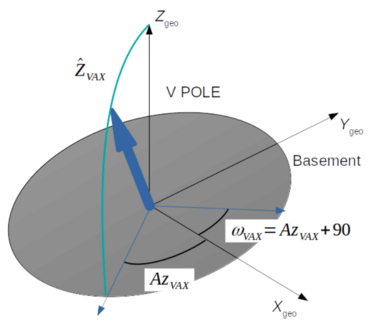 Z_geo
Ẑ_VAX
V POLE
Y_geo
Basement
ω_VAX=Az_VAX+90
Az_VAX
X_geo